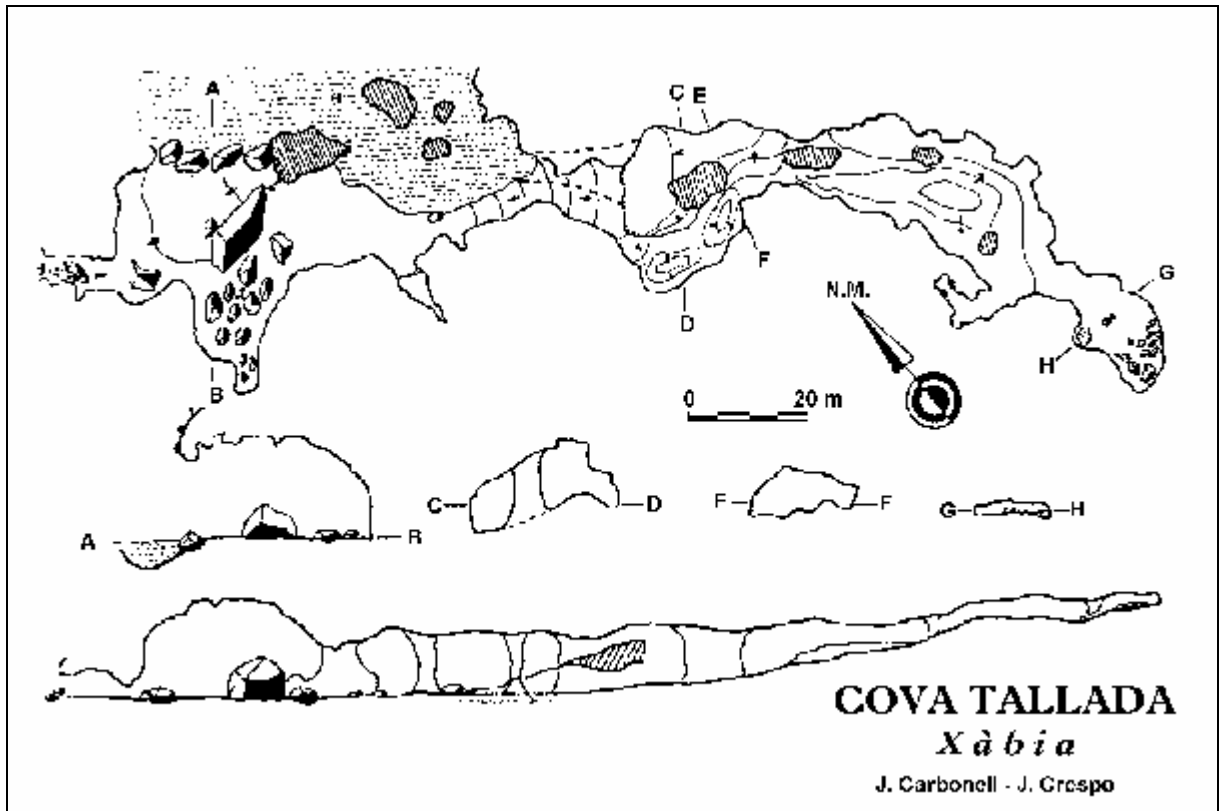 A
C E
F
D
G
N.M.
H
B
0 20 m
C D
F F
G H
A B
COVA TALLADA
Xàbia
J. Carbonell - J. Crespo